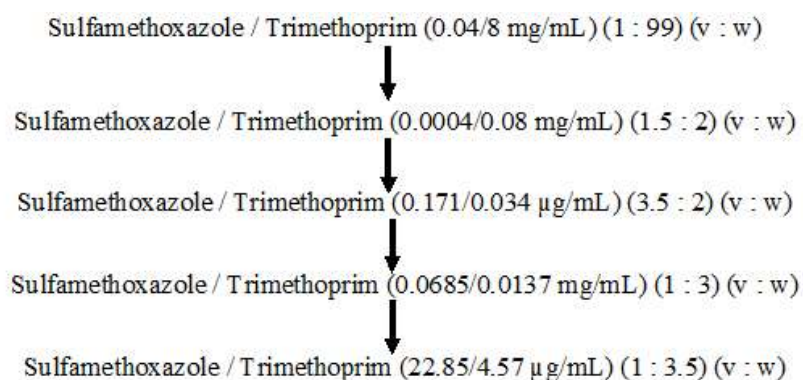 Sulfamethoxazole / Trimethoprim (0.04/8 mg/mL) (1 : 99) (v : w)
Sulfamethoxazole / Trimethoprim (0.0004/0.08 mg/mL) (1.5 : 2) (v : w)
Sulfamethoxazole / Trimethoprim (0.171/0.034 µg/mL) (3.5 : 2) (v : w)
Sulfamethoxazole / Trimethoprim (0.0685/0.0137 mg/mL) (1 : 3) (v : w)
Sulfamethoxazole / Trimethoprim (22.85/4.57 µg/mL) (1 : 3.5) (v : w)